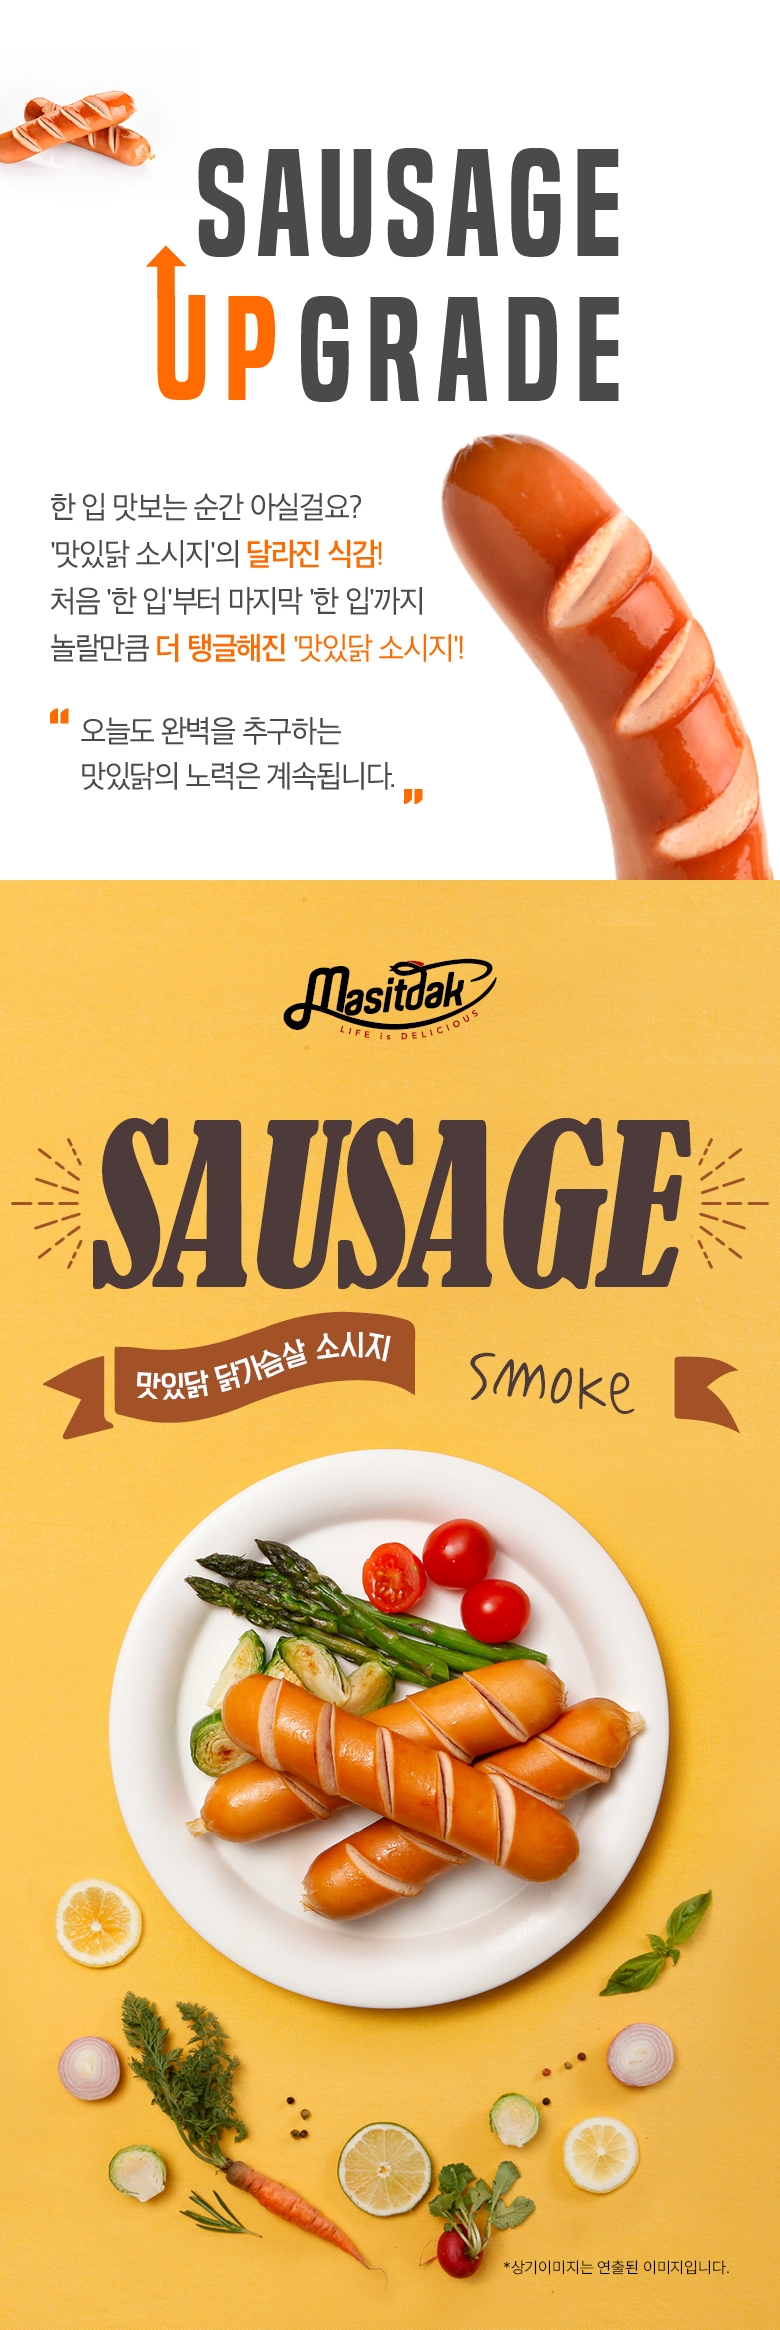 SAUSAGE
UPGRADE
한 입 맛보는 순간 아실걸요?
'맛있닭 소시지'의 달라진 식감!
처음 '한 입'부터 마지막 '한 입'까지
놀랄만큼 더 탱글해진 '맛있닭 소시지'!
"오늘도 완벽을 추구하는
맛있닭의 노력은 계속됩니다."
Masitdak
LIFE is DELICIOUS
SAUSAGE
맛있닭 닭가슴살 소시지 smoke
*상기이미지는 연출된 이미지입니다.